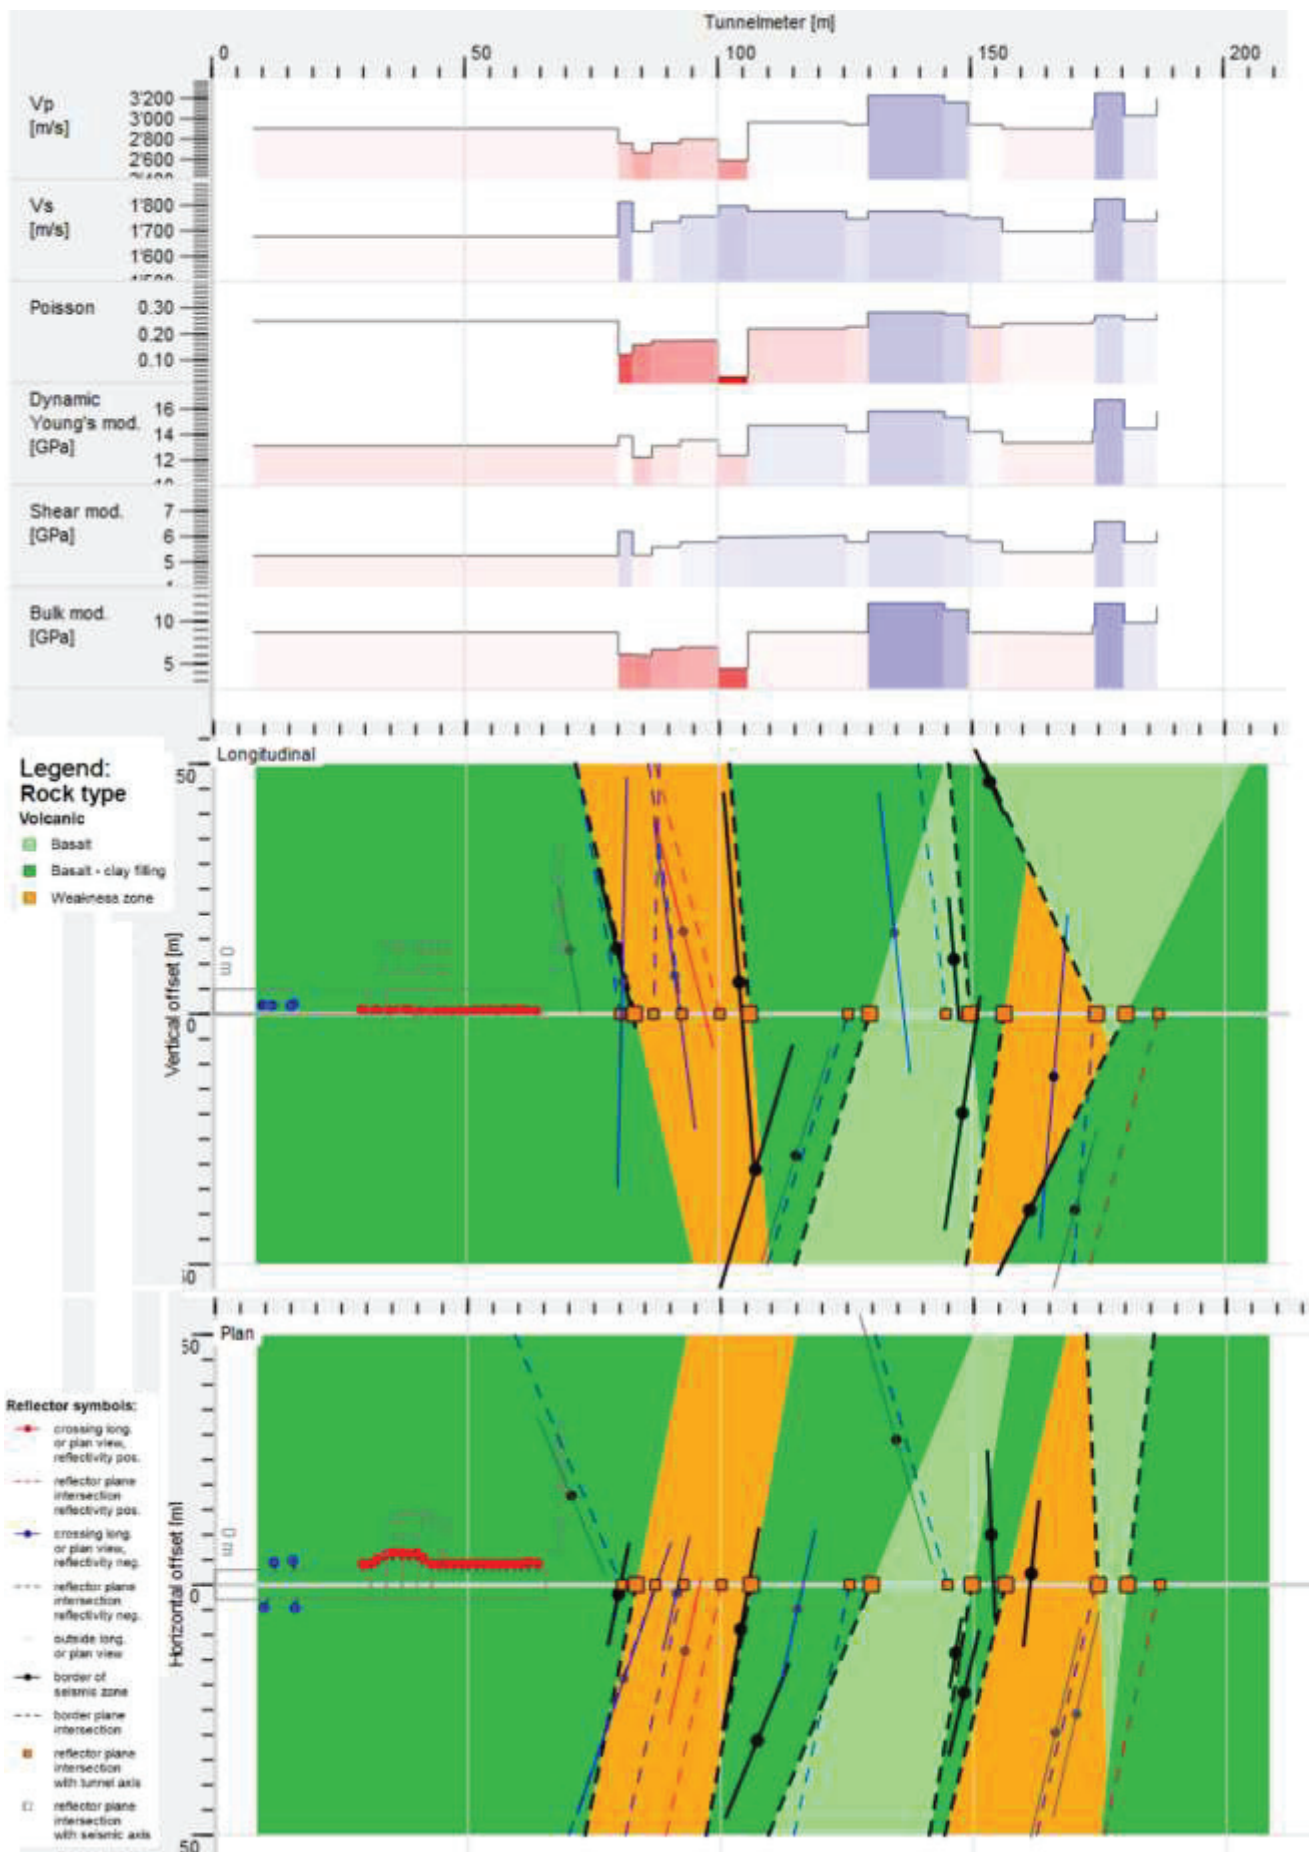 Tunnelmeter [m]
0 50 100 150 200
Vp
[m/s]
3'200
3'000
2'800
2'600
2'400
Vs
[m/s]
1'800
1'700
1'600
1'500
Poisson
0.30
0.20
0.10
Dynamic
Young's mod.
[GPa]
16
14
12
10
Shear mod.
[GPa]
7
6
5
Bulk mod.
[GPa]
10
5
Longitudinal
Legend:
Rock type
Volcanic
Basalt
Basalt - clay filling
Weakness zone
Vertical offset [m]
50
0
50
0 m
Plan
Horizontal offset [m]
50
0
50
0 m
Reflector symbols:
crossing long.
or plan view,
reflectivity pos.
reflector plane
intersection
reflectivity pos.
crossing long.
or plan view,
reflectivity neg.
reflector plane
intersection
reflectivity neg.
outside long.
or plan view
border of
seismic zone
border plane
intersection
reflector plane
intersection
with tunnel axis
reflector plane
intersection
with seismic axis